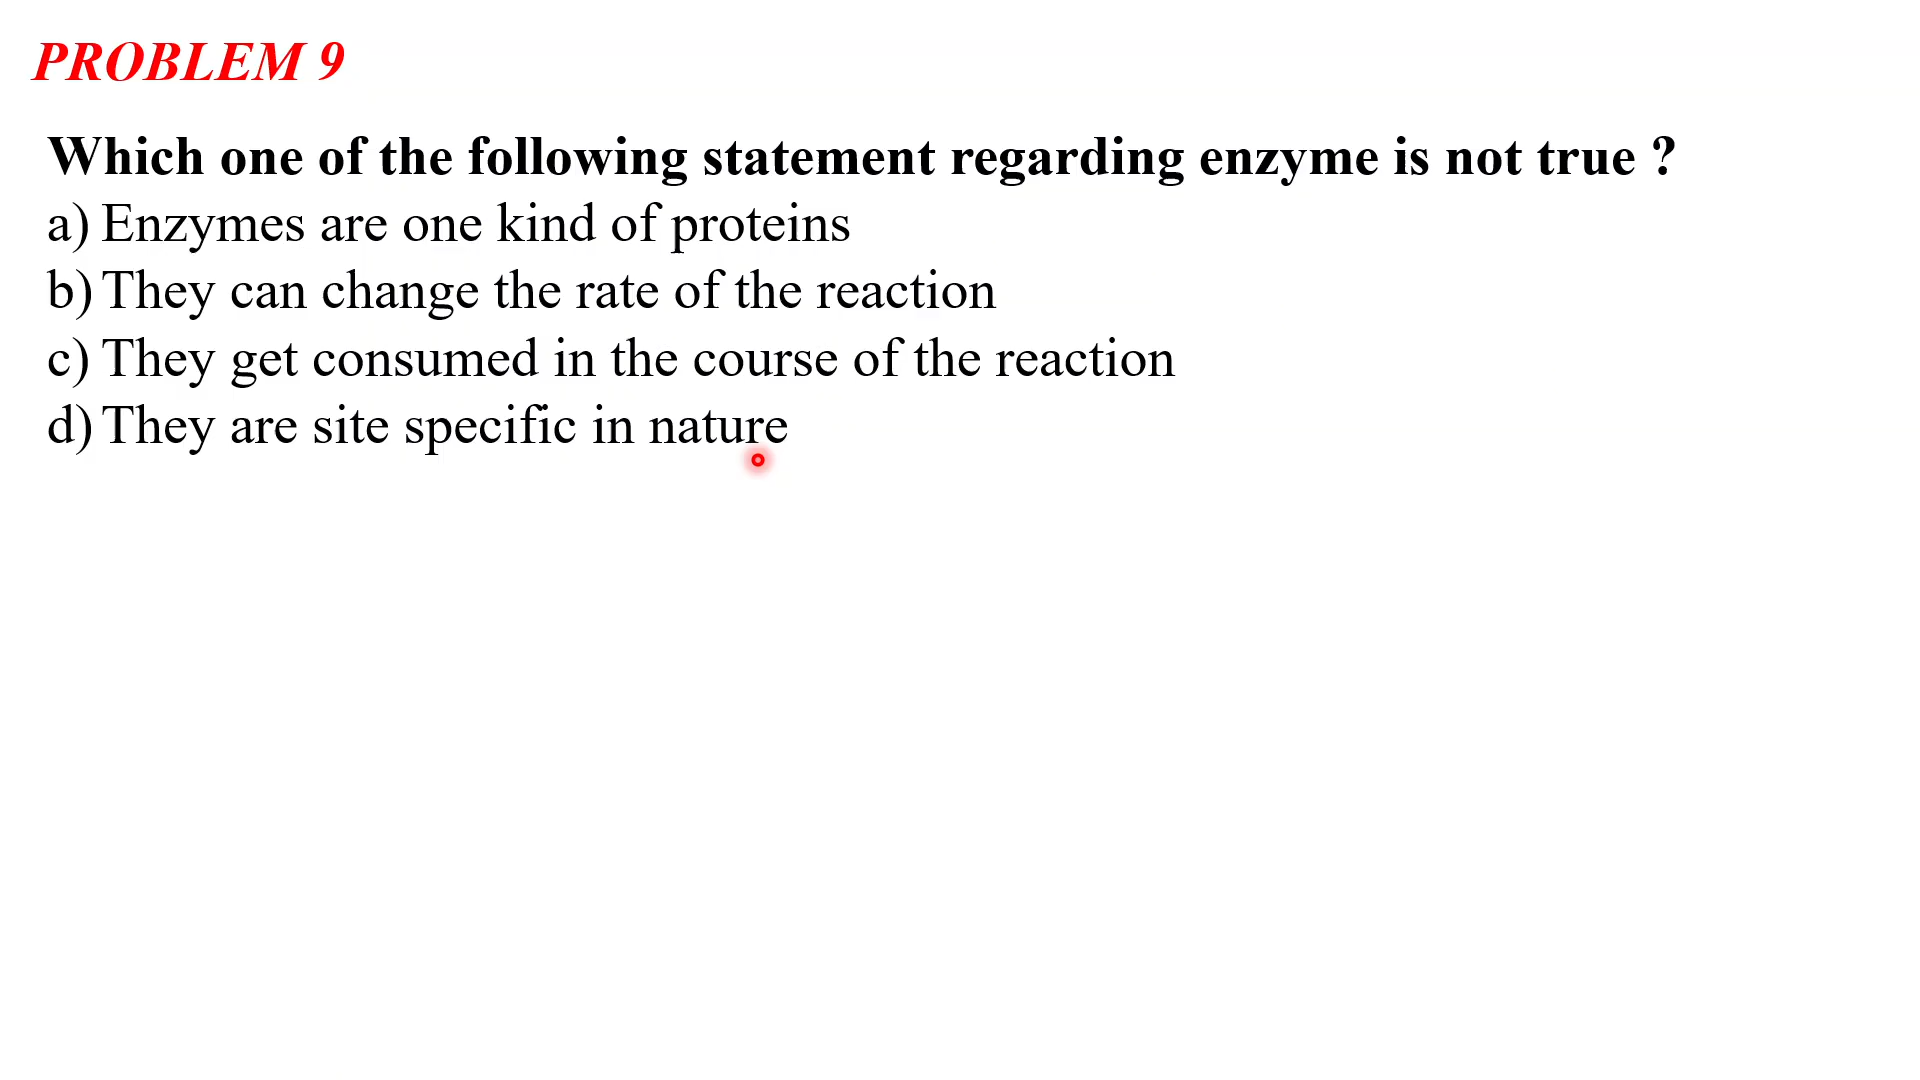 PROBLEM 9
Which one of the following statement regarding enzyme is not true ?
a) Enzymes are one kind of proteins
b) They can change the rate of the reaction
c) They get consumed in the course of the reaction
d) They are site specific in nature